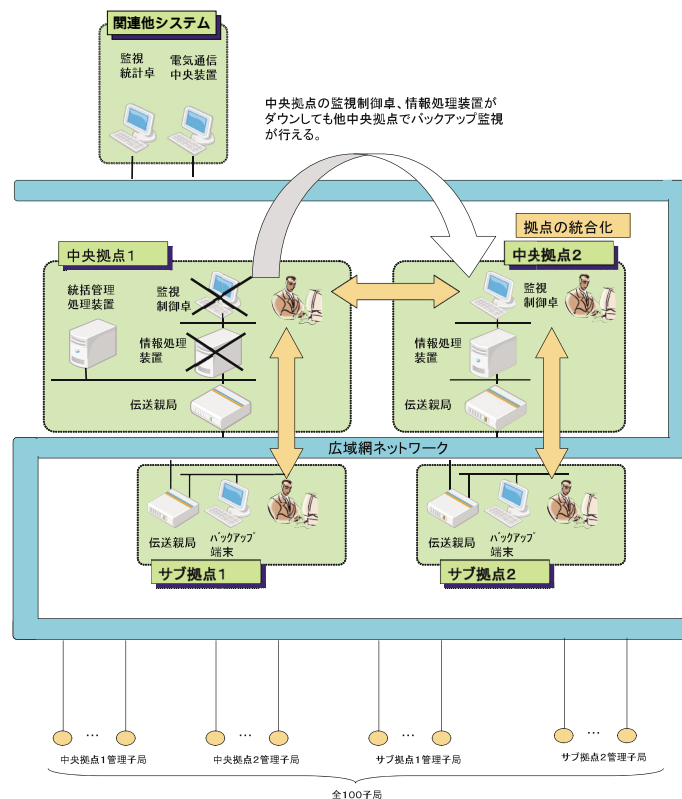 関連他システム
監視
統計卓
電気通信
中央装置
中央拠点の監視制御卓、情報処理装置が
ダウンしても他中央拠点でバックアップ監視
が行える。
拠点の統合化
中央拠点1
中央拠点2
統括管理
処理装置
監視
制御卓
情報処理
装置
伝送親局
監視
制御卓
情報処理
装置
伝送親局
広域網ネットワーク
伝送親局
バックアップ
端末
サブ拠点1
伝送親局
バックアップ
端末
サブ拠点2
… … … …
中央拠点1管理子局
中央拠点2管理子局
サブ拠点1管理子局
サブ拠点2管理子局
全100子局